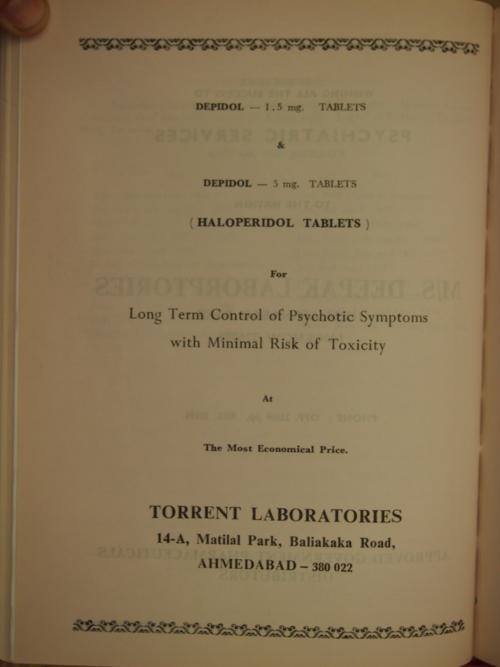 DEPIDOL — 1.5 mg. TABLETS
&
DEPIDOL — 5 mg. TABLETS
( HALOPERIDOL TABLETS )
For
Long Term Control of Psychotic Symptoms
with Minimal Risk of Toxicity
At
The Most Economical Price.
TORRENT LABORATORIES
14-A, Matilal Park, Baliakaka Road,
AHMEDABAD – 380 022